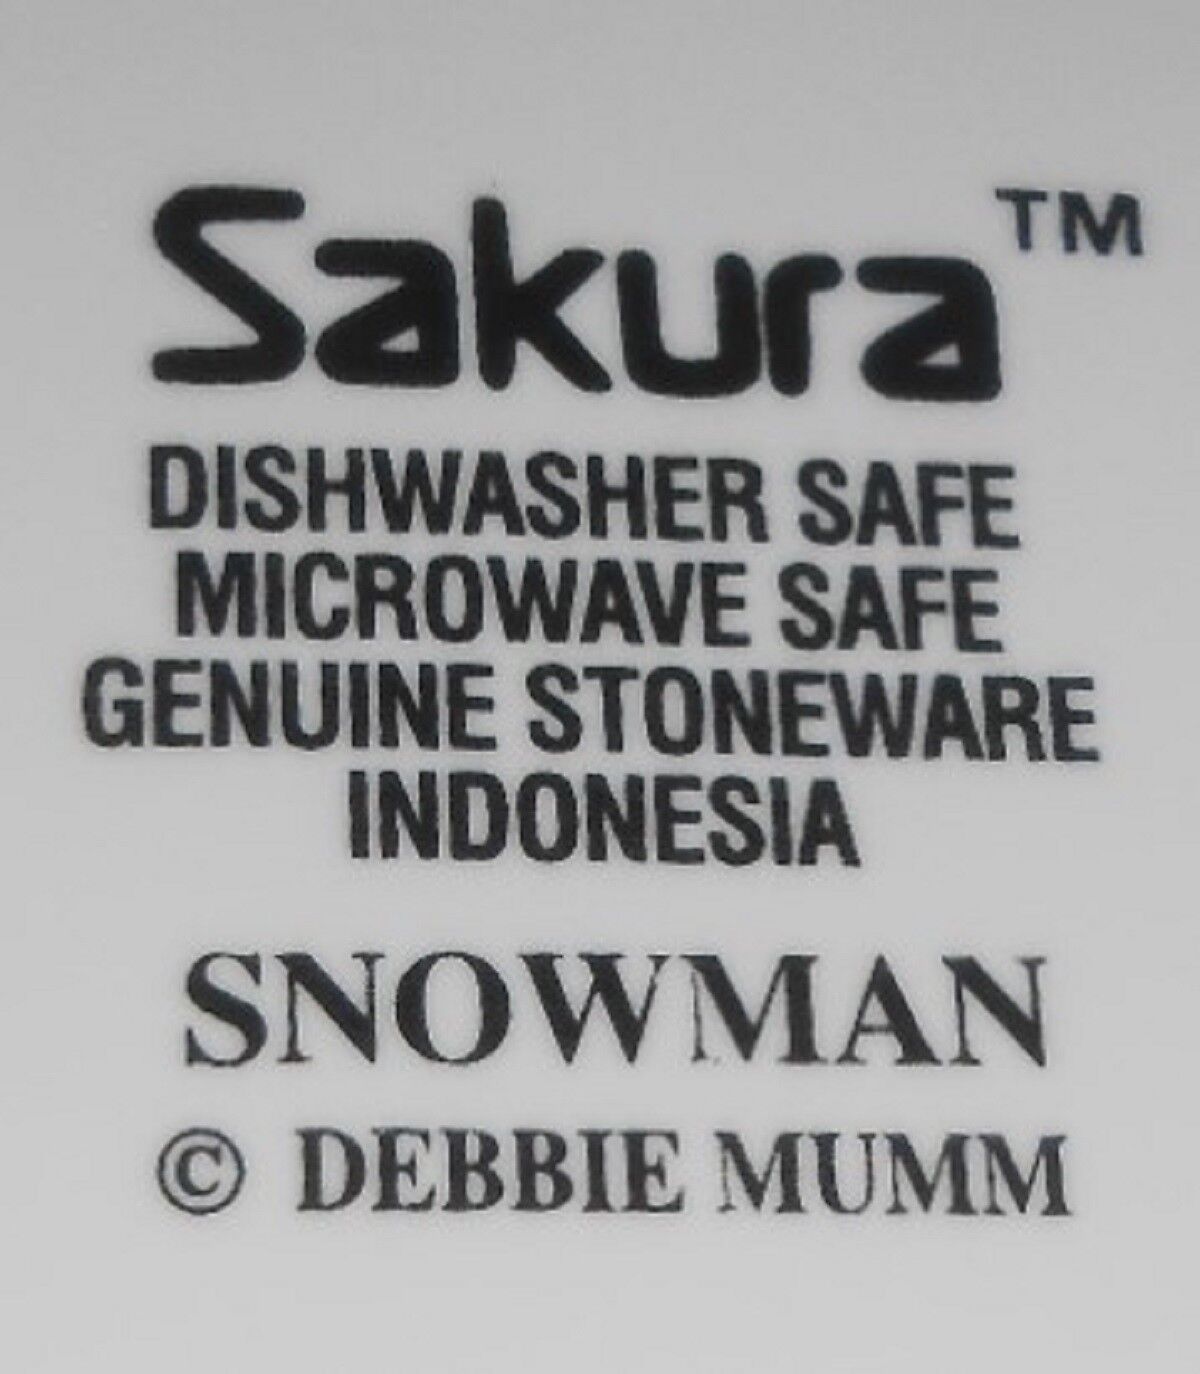 Sakura™
DISHWASHER SAFE
MICROWAVE SAFE
GENUINE STONEWARE
INDONESIA
SNOWMAN
© DEBBIE MUMM